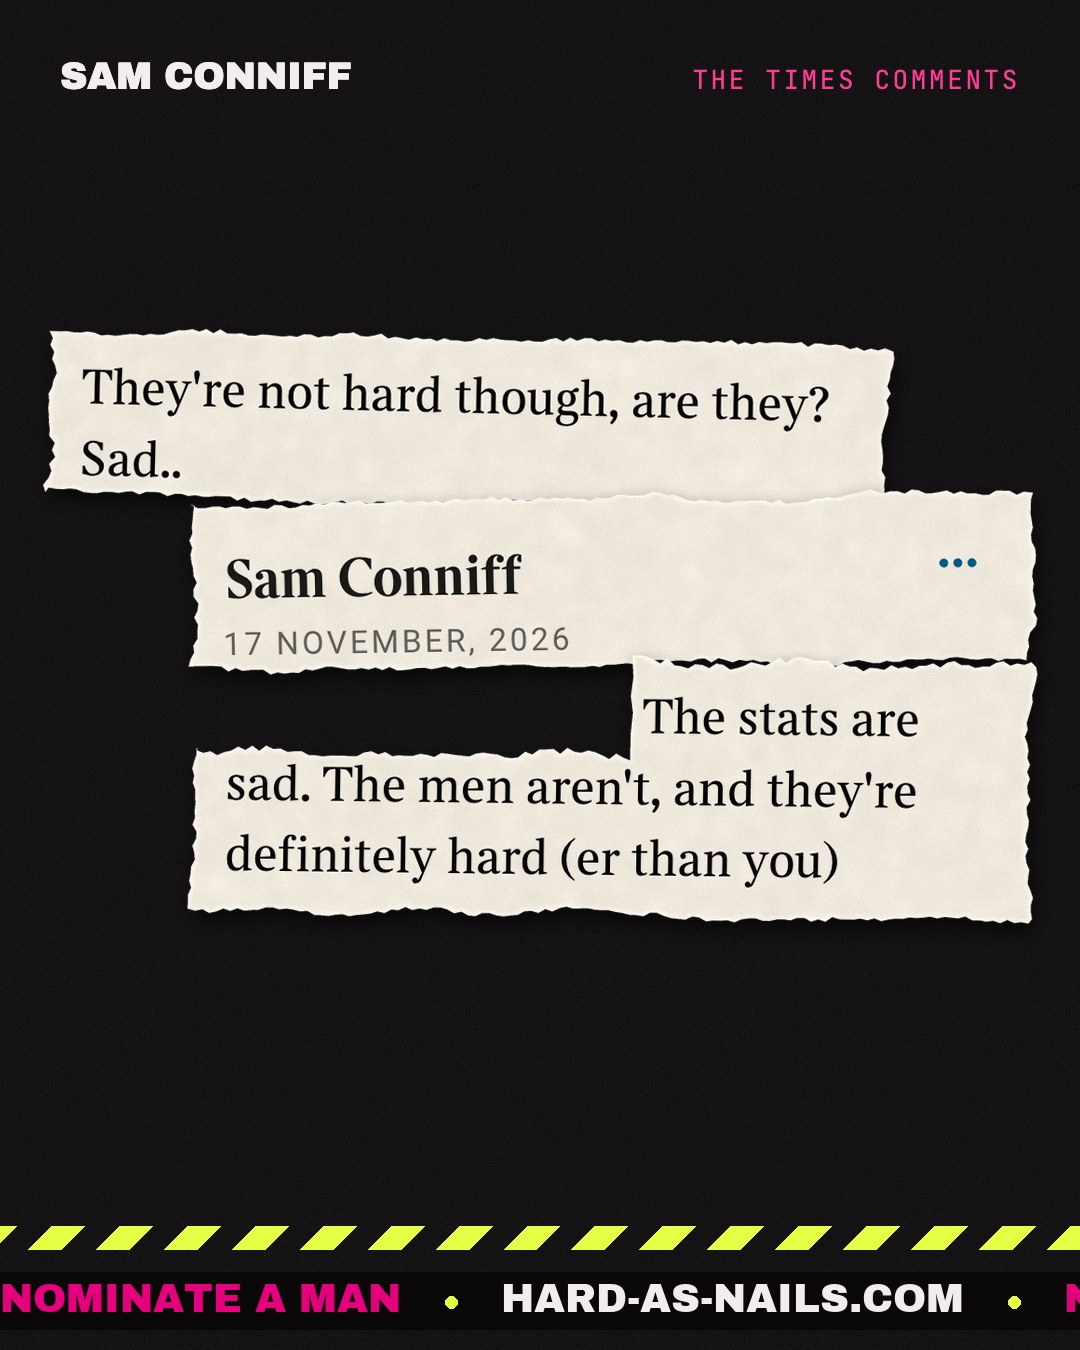 SAM CONNIFF
THE TIMES COMMENTS
They're not hard though, are they?
Sad..
Sam Conniff
17 NOVEMBER, 2026
The stats are
sad. The men aren't, and they're
definitely hard (er than you)
NOMINATE A MAN • HARD-AS-NAILS.COM • N